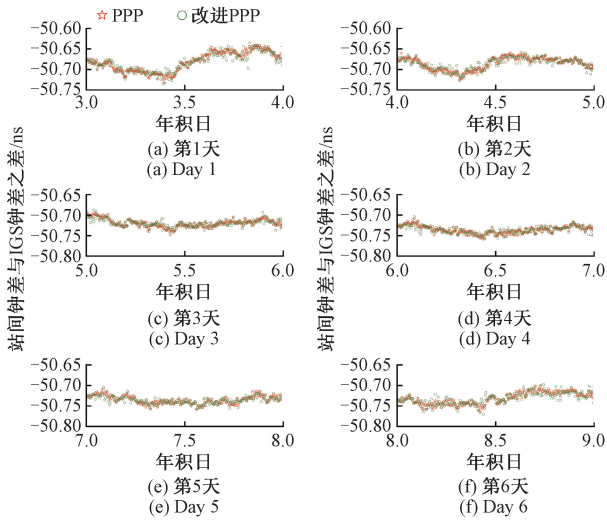 PPP 改进PPP
站间钟差与IGS钟差之差/ns
−50.60
−50.65
−50.70
−50.75
3.0 3.5 4.0
年积日
(a) 第1天
(a) Day 1
站间钟差与IGS钟差之差/ns
−50.60
−50.65
−50.70
−50.75
4.0 4.5 5.0
年积日
(b) 第2天
(b) Day 2
−50.65
−50.70
−50.75
−50.80
5.0 5.5 6.0
年积日
(c) 第3天
(c) Day 3
−50.65
−50.70
−50.75
−50.80
6.0 6.5 7.0
年积日
(d) 第4天
(d) Day 4
−50.65
−50.70
−50.75
−50.80
7.0 7.5 8.0
年积日
(e) 第5天
(e) Day 5
−50.65
−50.70
−50.75
−50.80
8.0 8.5 9.0
年积日
(f) 第6天
(f) Day 6